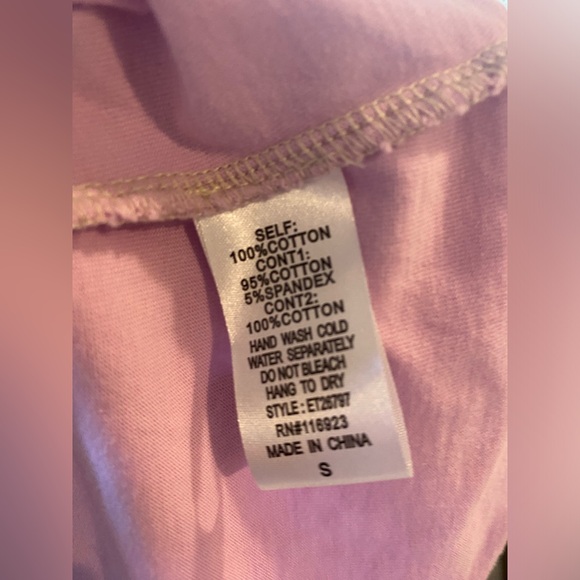 SELF:
100%COTTON
CONT1:
95%COTTON
5%SPANDEX
CONT2:
100%COTTON
HAND WASH COLD
WATER SEPARATELY
DO NOT BLEACH
HANG TO DRY
STYLE : ET26797
RN#116923
MADE IN CHINA
S